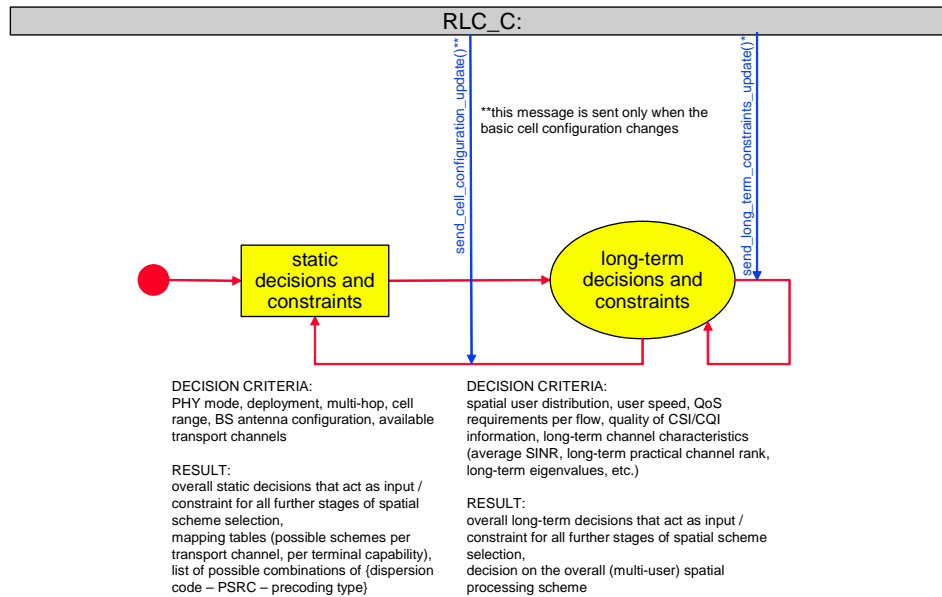 RLC_C:
send_cell_configuration_update()**
send_long_term_constraints_update()*
**this message is sent only when the
basic cell configuration changes
static
decisions and
constraints
long-term
decisions and
constraints
DECISION CRITERIA:
PHY mode, deployment, multi-hop, cell
range, BS antenna configuration, available
transport channels
RESULT:
overall static decisions that act as input /
constraint for all further stages of spatial
scheme selection,
mapping tables (possible schemes per
transport channel, per terminal capability),
list of possible combinations of {dispersion
code – PSRC – precoding type}
DECISION CRITERIA:
spatial user distribution, user speed, QoS
requirements per flow, quality of CSI/CQI
information, long-term channel characteristics
(average SINR, long-term practical channel rank,
long-term eigenvalues, etc.)
RESULT:
overall long-term decisions that act as input /
constraint for all further stages of spatial scheme
selection,
decision on the overall (multi-user) spatial
processing scheme